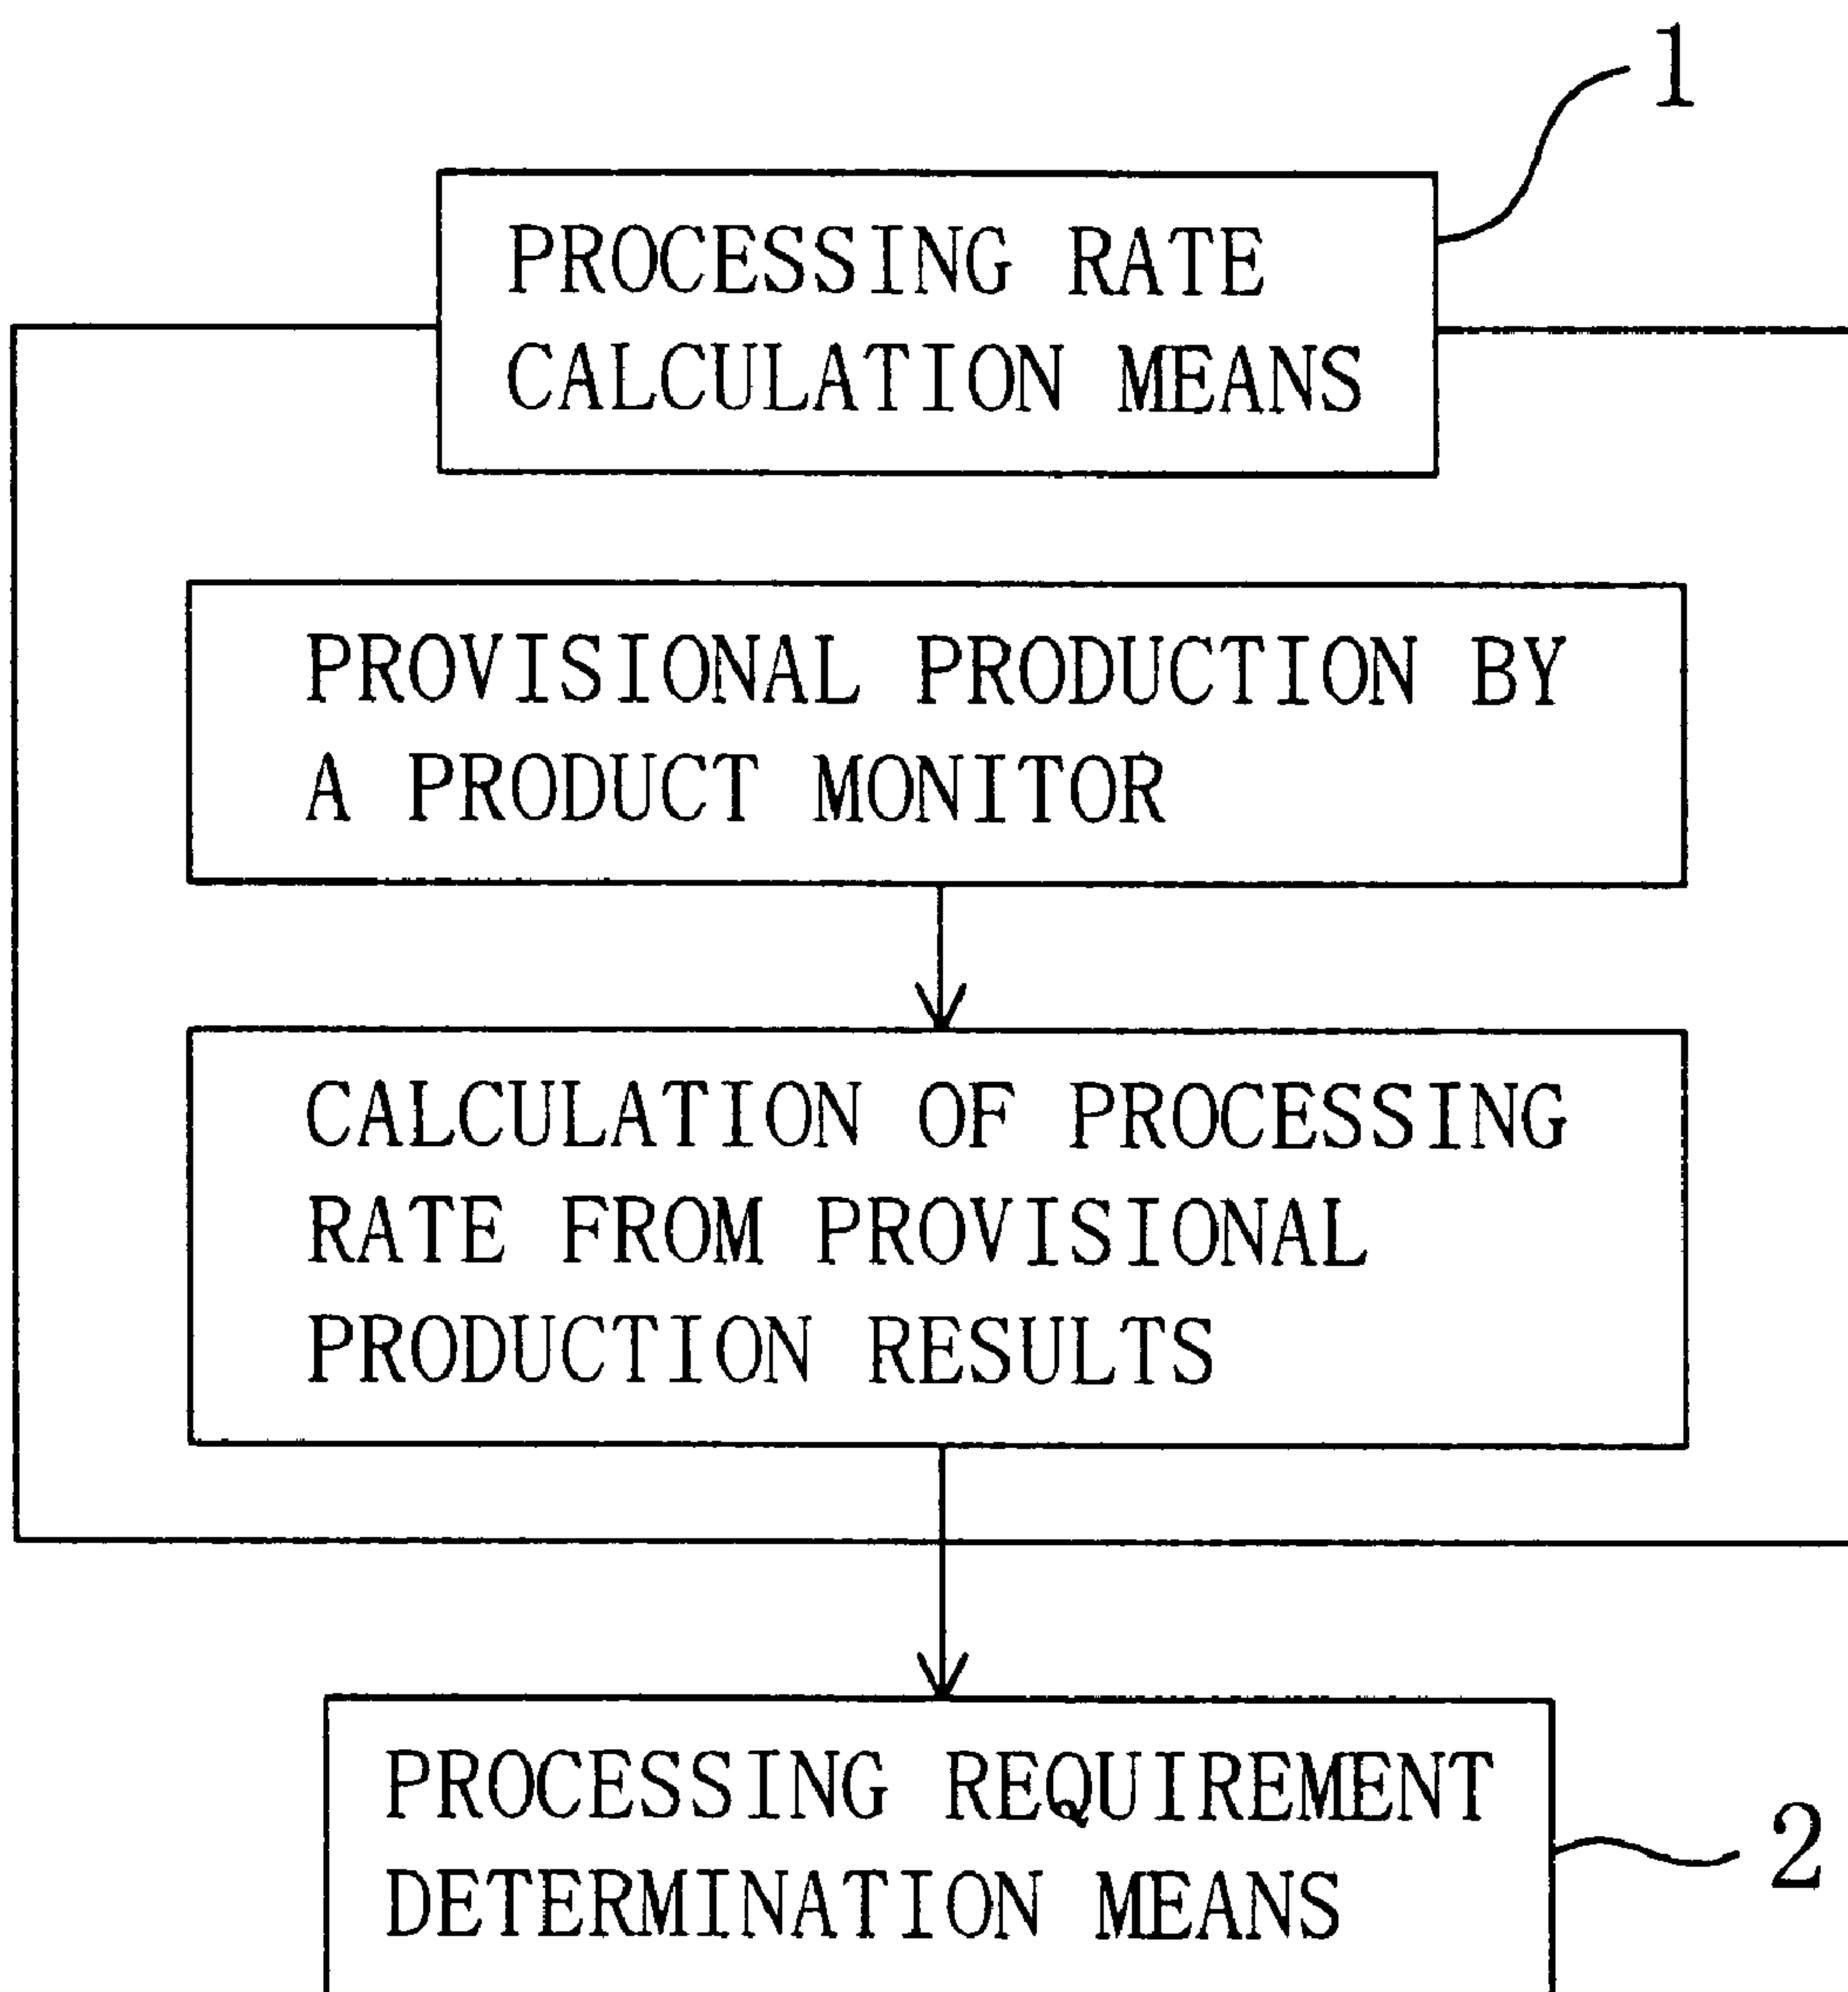 1
PROCESSING RATE
CALCULATION MEANS
PROVISIONAL PRODUCTION BY
A PRODUCT MONITOR
CALCULATION OF PROCESSING
RATE FROM PROVISIONAL
PRODUCTION RESULTS
PROCESSING REQUIREMENT
DETERMINATION MEANS
2